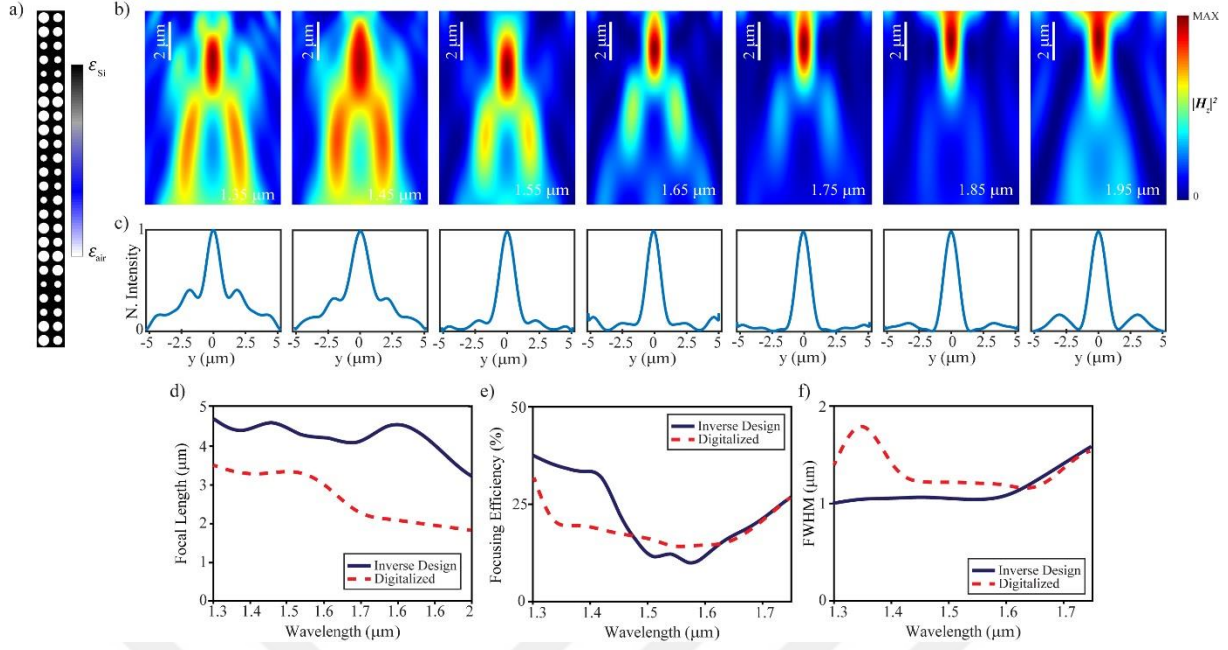 a)
ε_Si
ε_air
b)
2 μm
2 μm
2 μm
2 μm
2 μm
2 μm
2 μm
1.35 μm
1.45 μm
1.55 μm
1.65 μm
1.75 μm
1.85 μm
1.95 μm
MAX
|H_z|²
0
c)
N. Intensity
1
0
-5 -2.5 0 2.5 5
-5 -2.5 0 2.5 5
-5 -2.5 0 2.5 5
-5 -2.5 0 2.5 5
-5 -2.5 0 2.5 5
-5 -2.5 0 2.5 5
-5 -2.5 0 2.5 5
y (μm)
y (μm)
y (μm)
y (μm)
y (μm)
y (μm)
y (μm)
d)
Focal Length (μm)
5
4
3
2
1
0
1.3 1.4 1.5 1.6 1.6 1.6 2
Wavelength (μm)
Inverse Design
Digitalized
e)
Focusing Efficiency (%)
50
25
0
1.3 1.4 1.5 1.6 1.7
Wavelength (μm)
Inverse Design
Digitalized
f)
FWHM (μm)
2
1
0
1.3 1.4 1.5 1.6 1.7
Wavelength (μm)
Inverse Design
Digitalized